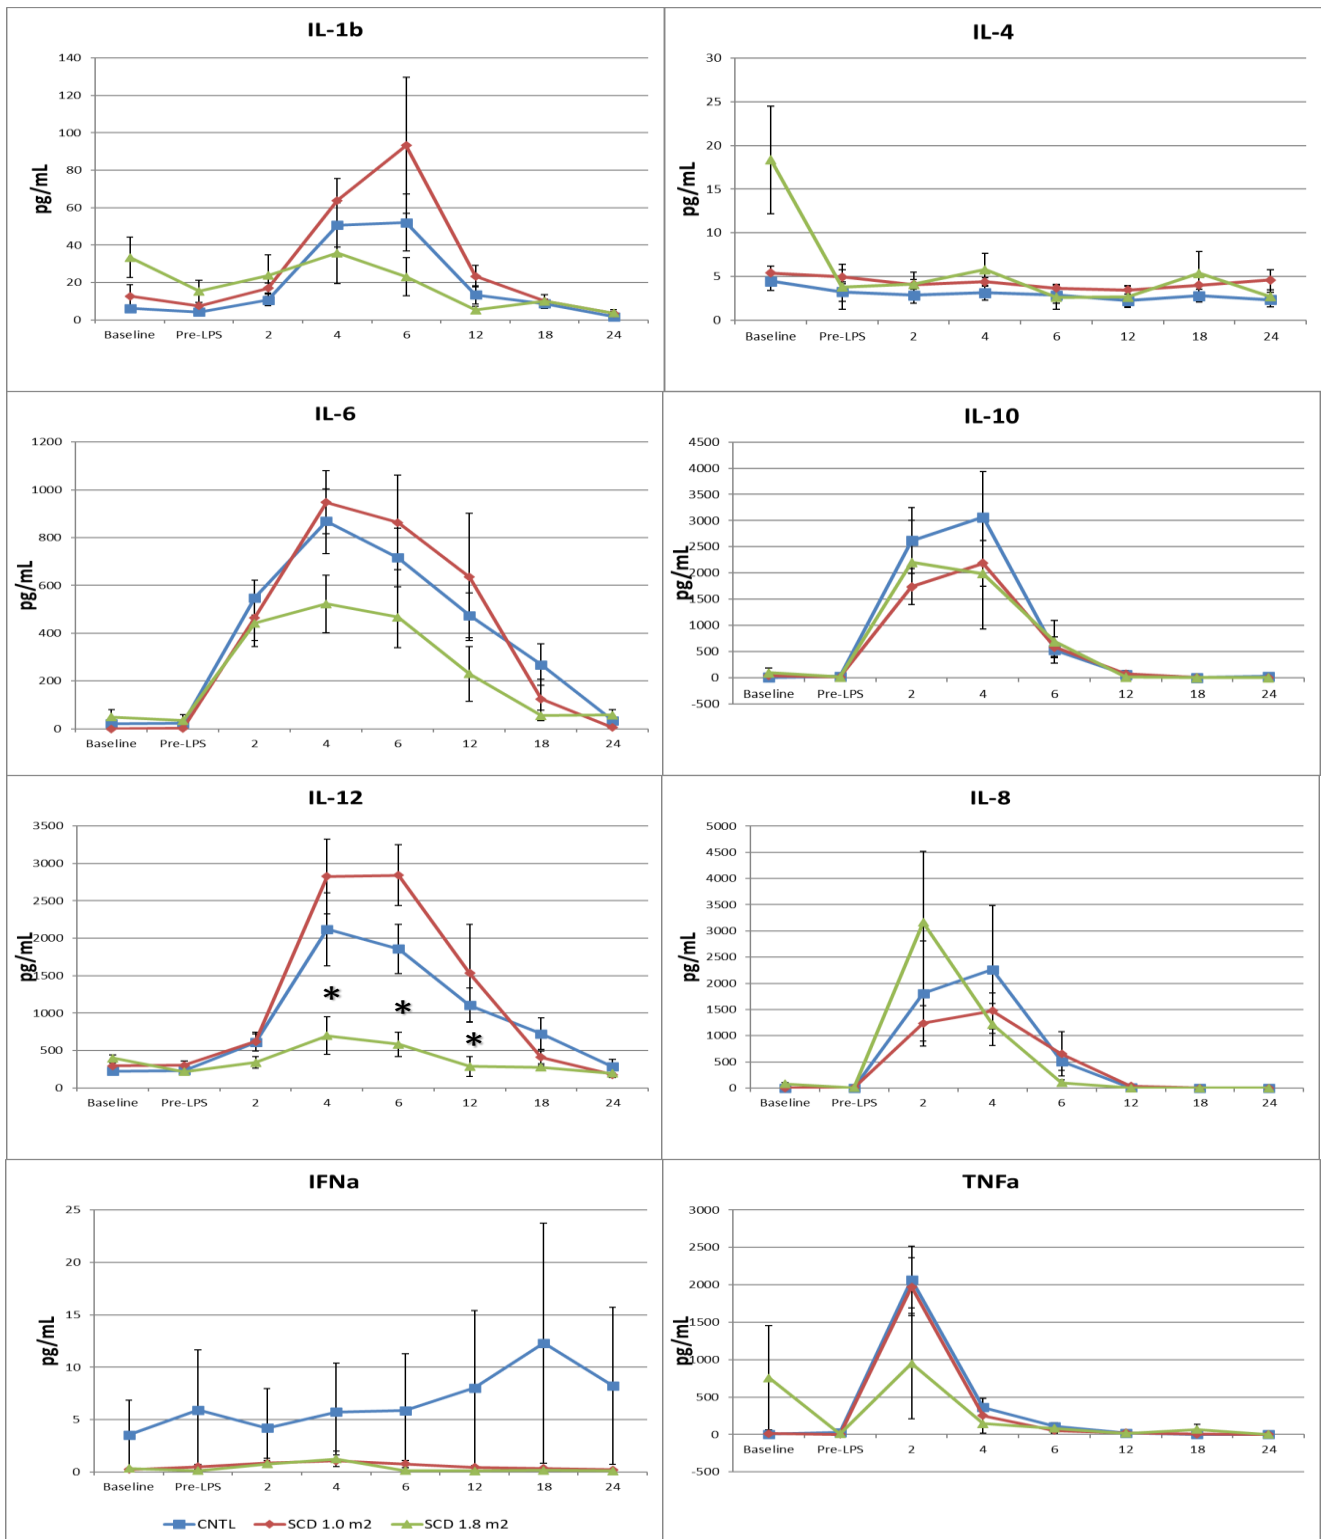 IL-1b
140
120
100
80
60
40
20
0
pg/mL
Baseline Pre-LPS 2 4 6 12 18 24
IL-4
30
25
20
15
10
5
0
pg/mL
Baseline Pre-LPS 2 4 6 12 18 24
IL-6
1200
1000
800
600
400
200
0
pg/mL
Baseline Pre-LPS 2 4 6 12 18 24
IL-10
4500
4000
3500
3000
2500
2000
1500
1000
500
0
-500
pg/mL
Baseline Pre-LPS 2 4 6 12 18 24
IL-12
3500
3000
2500
2000
1500
1000
500
0
pg/mL
* * *
Baseline Pre-LPS 2 4 6 12 18 24
IL-8
5000
4500
4000
3500
3000
2500
2000
1500
1000
500
0
pg/mL
Baseline Pre-LPS 2 4 6 12 18 24
IFNa
25
20
15
10
5
0
pg/mL
Baseline Pre-LPS 2 4 6 12 18 24
CNTL SCD 1.0 m2 SCD 1.8 m2
TNFa
3000
2500
2000
1500
1000
500
0
-500
pg/mL
Baseline Pre-LPS 2 4 6 12 18 24